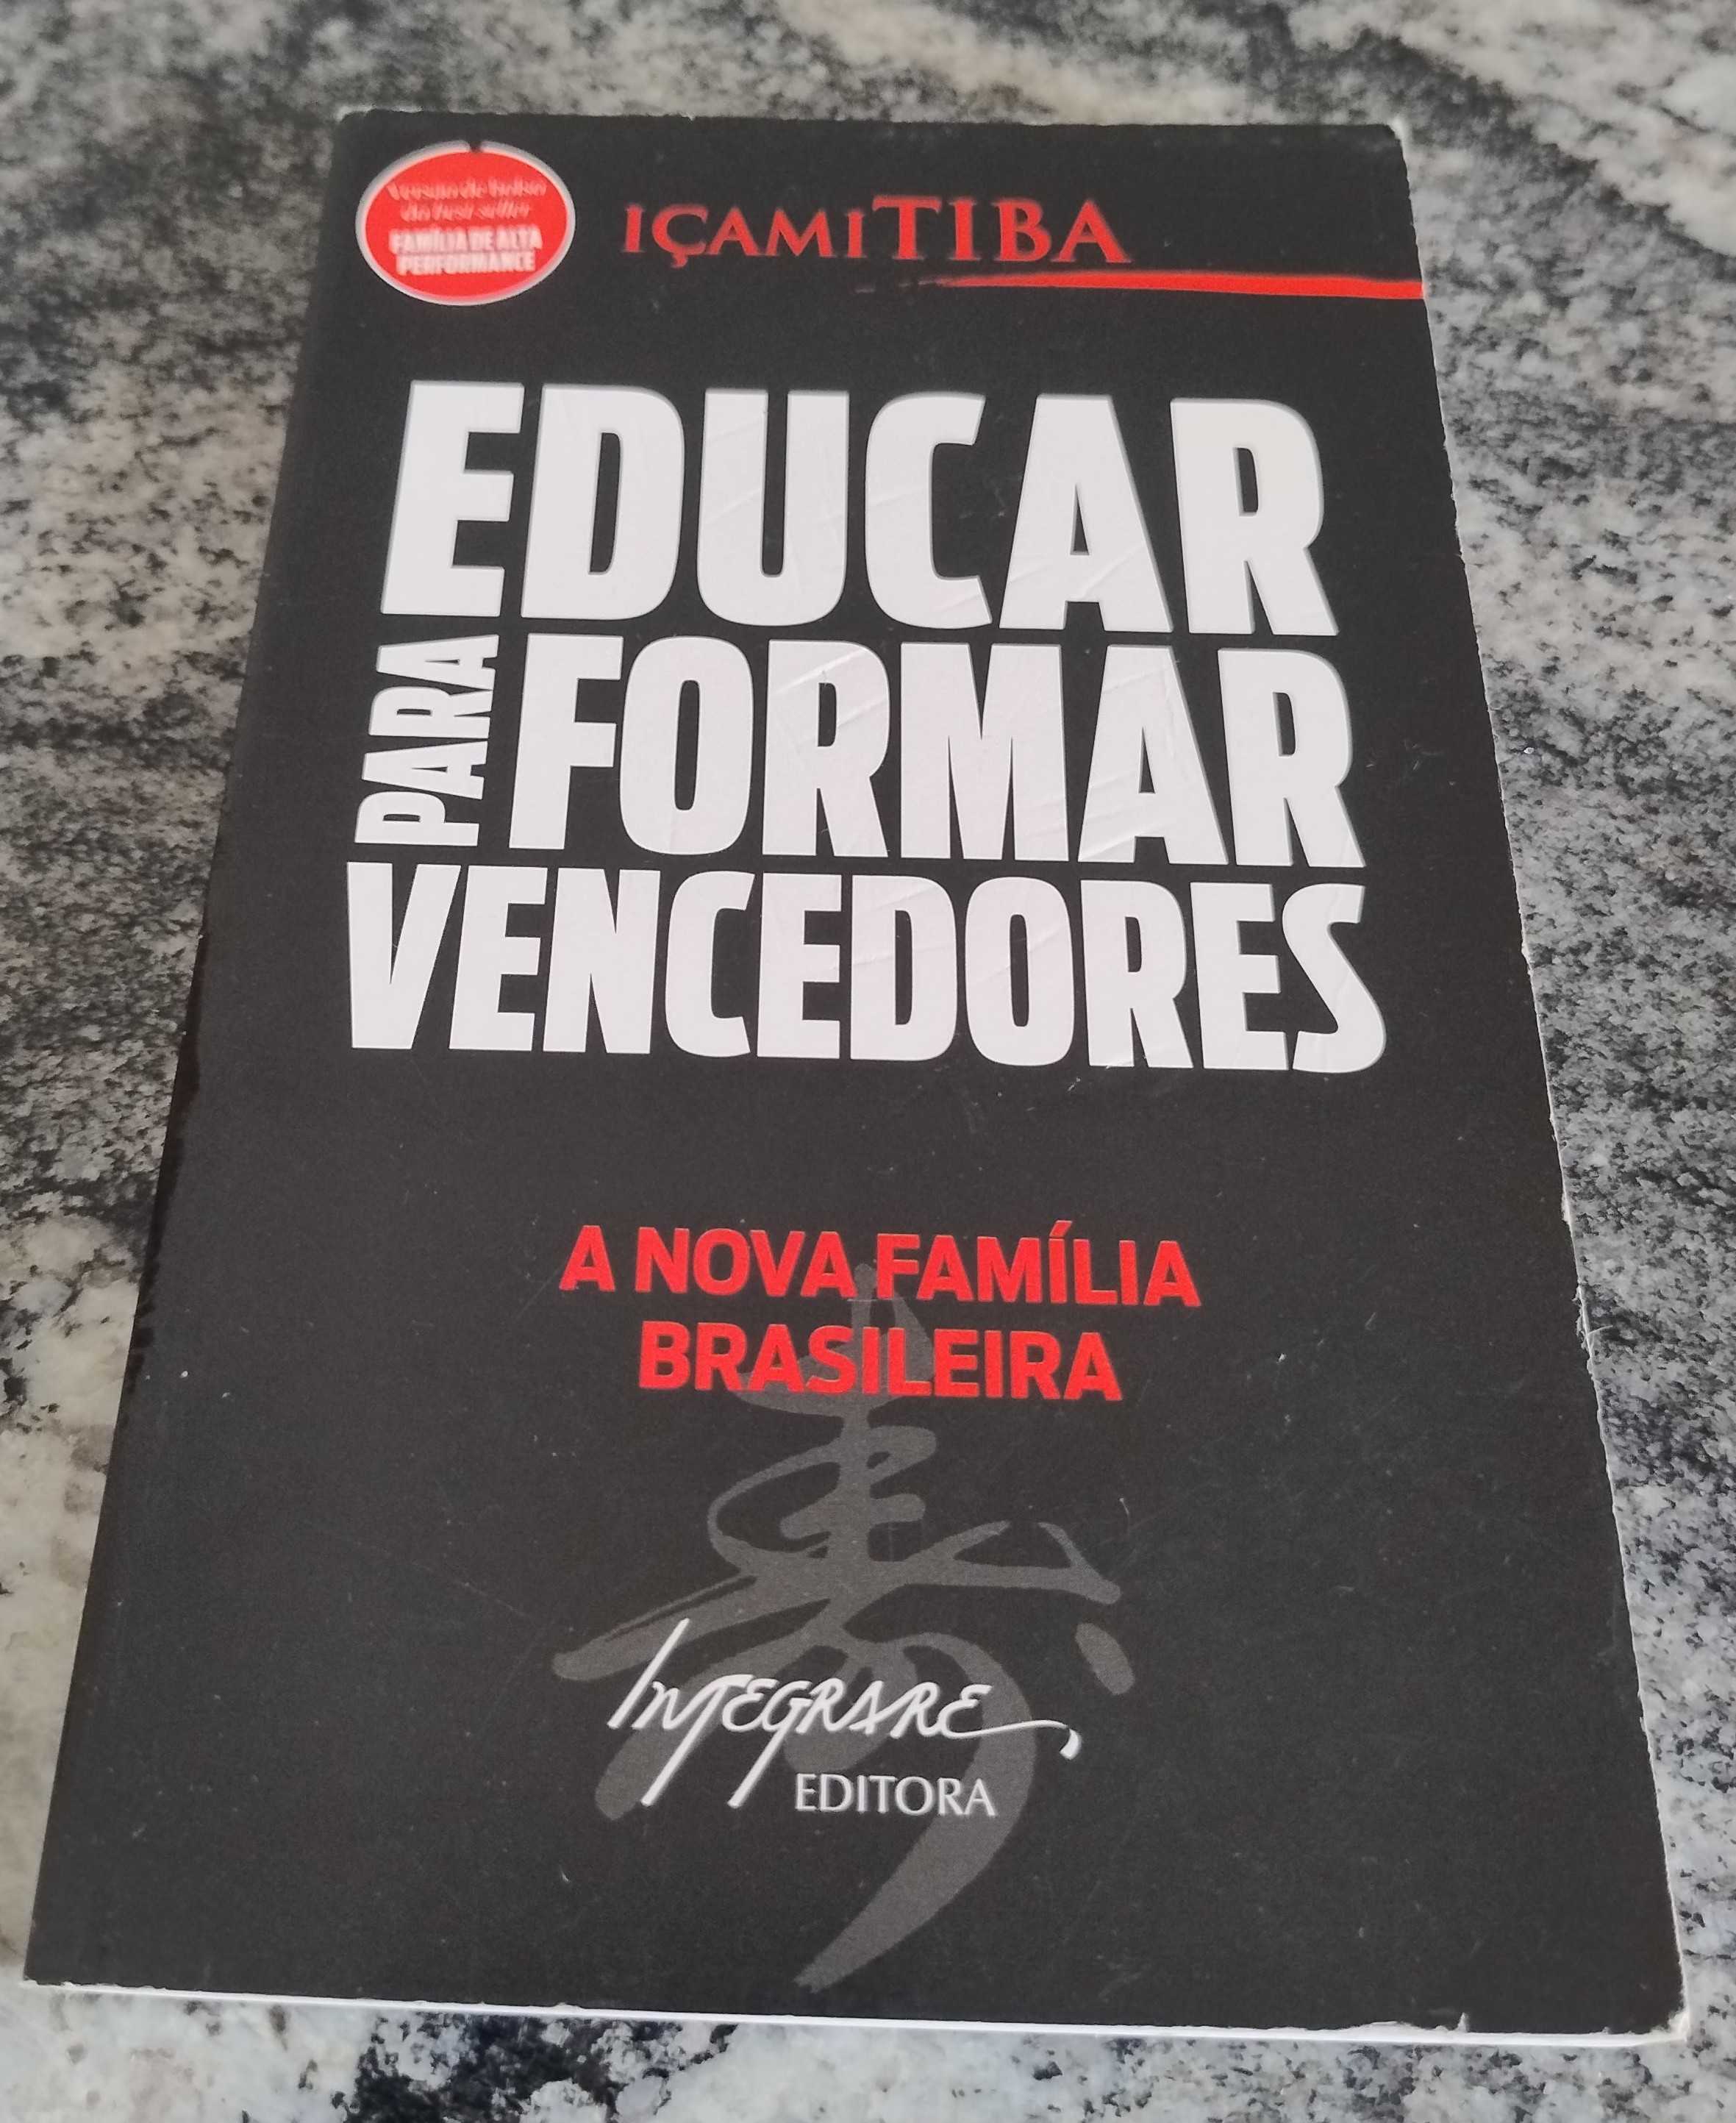 Versão de bolso
do best-seller
FAMÍLIA DE ALTA
PERFORMANCE
IÇAMI TIBA
EDUCAR
PARA FORMAR
VENCEDORES
A NOVA FAMÍLIA
BRASILEIRA
INTEGRARE
EDITORA